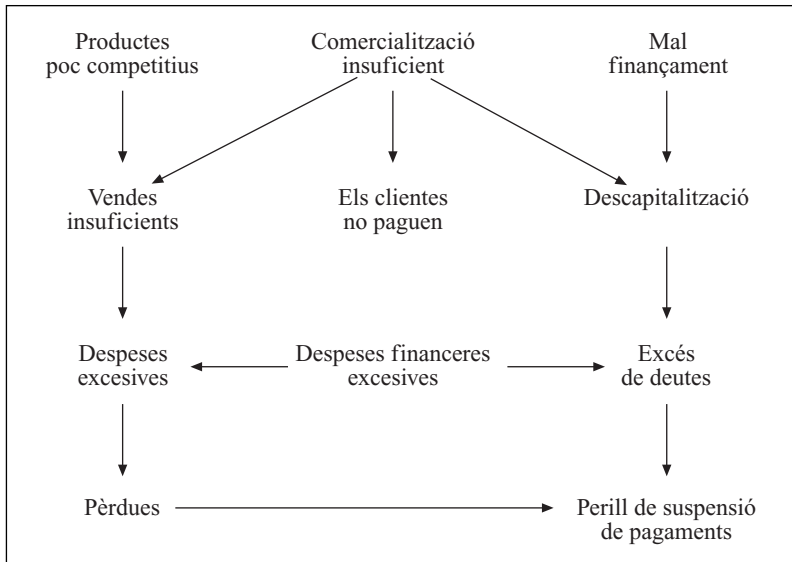 Productes
poc competitius
Comercialització
insuficient
Mal
finançament
Vendes
insuficients
Els clientes
no paguen
Descapitalització
Despeses
excesives
Despeses financeres
excesives
Excés
de deutes
Pèrdues
Perill de suspensió
de pagaments